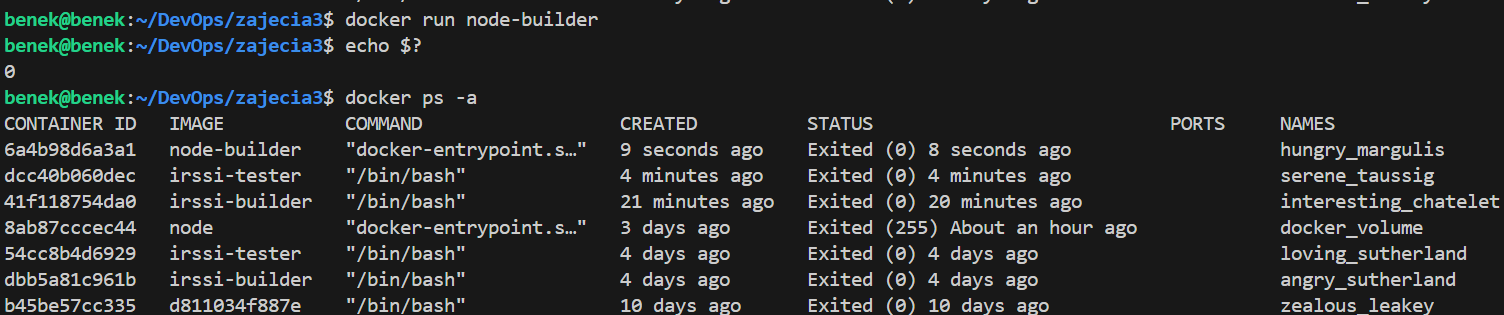 benek@benek:~/DevOps/zajecia3$ docker run node-builder
benek@benek:~/DevOps/zajecia3$ echo $?
0
benek@benek:~/DevOps/zajecia3$ docker ps -a
CONTAINER ID   IMAGE           COMMAND                  CREATED          STATUS                         PORTS     NAMES
6a4b98d6a3a1   node-builder    "docker-entrypoint.s…"   9 seconds ago    Exited (0) 8 seconds ago                 hungry_margulis
dcc40b060dec   irssi-tester    "/bin/bash"              4 minutes ago    Exited (0) 4 minutes ago                 serene_taussig
41f118754da0   irssi-builder   "/bin/bash"              21 minutes ago   Exited (0) 20 minutes ago                interesting_chatelet
8ab87cccec44   node            "docker-entrypoint.s…"   3 days ago       Exited (255) About an hour ago           docker_volume
54cc8b4d6929   irssi-tester    "/bin/bash"              4 days ago       Exited (0) 4 days ago                    loving_sutherland
dbb5a81c961b   irssi-builder   "/bin/bash"              4 days ago       Exited (0) 4 days ago                    angry_sutherland
b45be57cc335   d811034f887e    "/bin/bash"              10 days ago      Exited (0) 10 days ago                   zealous_leakey